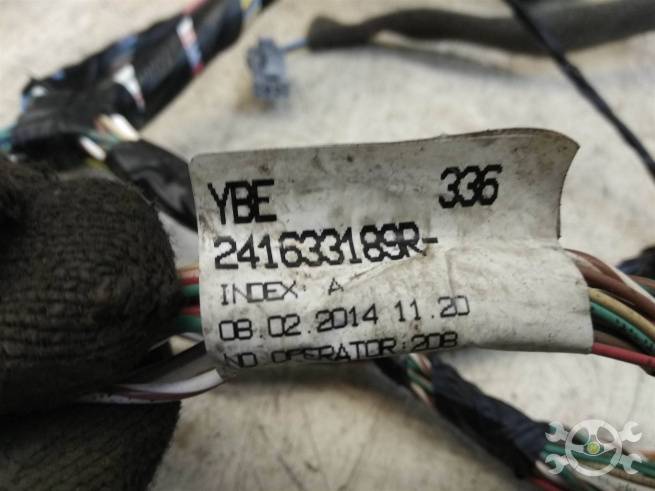 YBE 336
241633189R-
INDEX: A
08.02.2014 11.20
NO OPERATOR:208